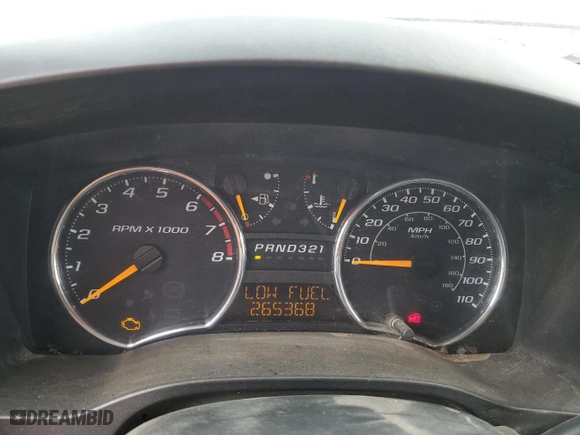 0 1 2 3 4 5 6 7 8
RPM X 1000
PRND321
LOW FUEL
265368
0 10 20 30 40 50 60 70 80 90 100 110
MPH
km/h
DREAMBID